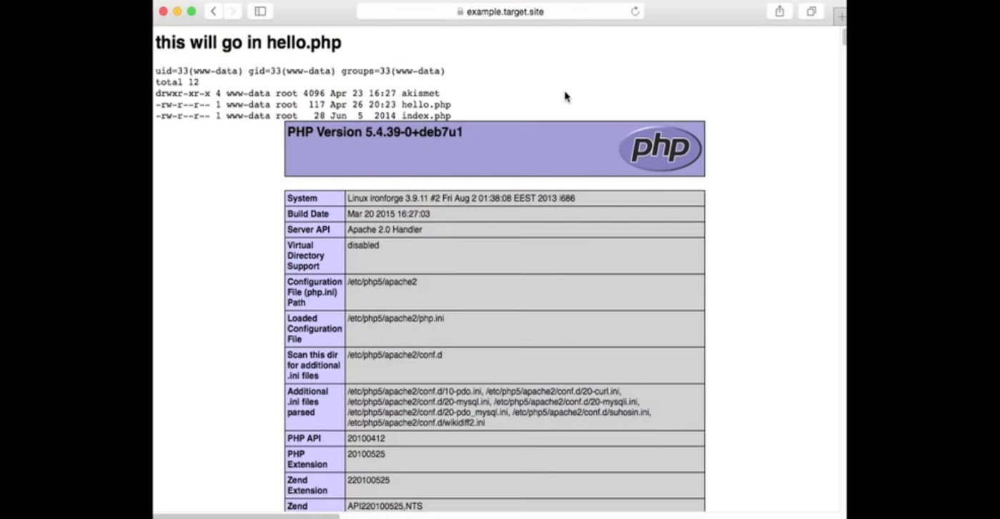 example.target.site
this will go in hello.php
uid=33(www-data) gid=33(www-data) groups=33(www-data)
total 12
drwxr-xr-x 4 www-data root 4096 Apr 23 16:27 akismet
-rw-r--r-- 1 www-data root  117 Apr 26 20:23 hello.php
-rw-r--r-- 1 www-data root   28 Jun  5  2014 index.php
PHP Version 5.4.39-0+deb7u1
php
System Linux ironforge 3.9.11 #2 Fri Aug 2 01:38:08 EEST 2013 i686
Build Date Mar 20 2015 16:27:03
Server API Apache 2.0 Handler
Virtual disabled
Directory
Support
Configuration /etc/php5/apache2
File (php.ini)
Path
Loaded /etc/php5/apache2/php.ini
Configuration
File
Scan this dir /etc/php5/apache2/conf.d
for additional
.ini files
Additional /etc/php5/apache2/conf.d/10-pdo.ini, /etc/php5/apache2/conf.d/20-curl.ini,
.ini files /etc/php5/apache2/conf.d/20-mysql.ini, /etc/php5/apache2/conf.d/20-mysqli.ini,
parsed /etc/php5/apache2/conf.d/20-pdo_mysql.ini, /etc/php5/apache2/conf.d/suhosin.ini,
/etc/php5/apache2/conf.d/wikidiff2.ini
PHP API 20100412
PHP 20100525
Extension
Zend 220100525
Extension
Zend API220100525,NTS